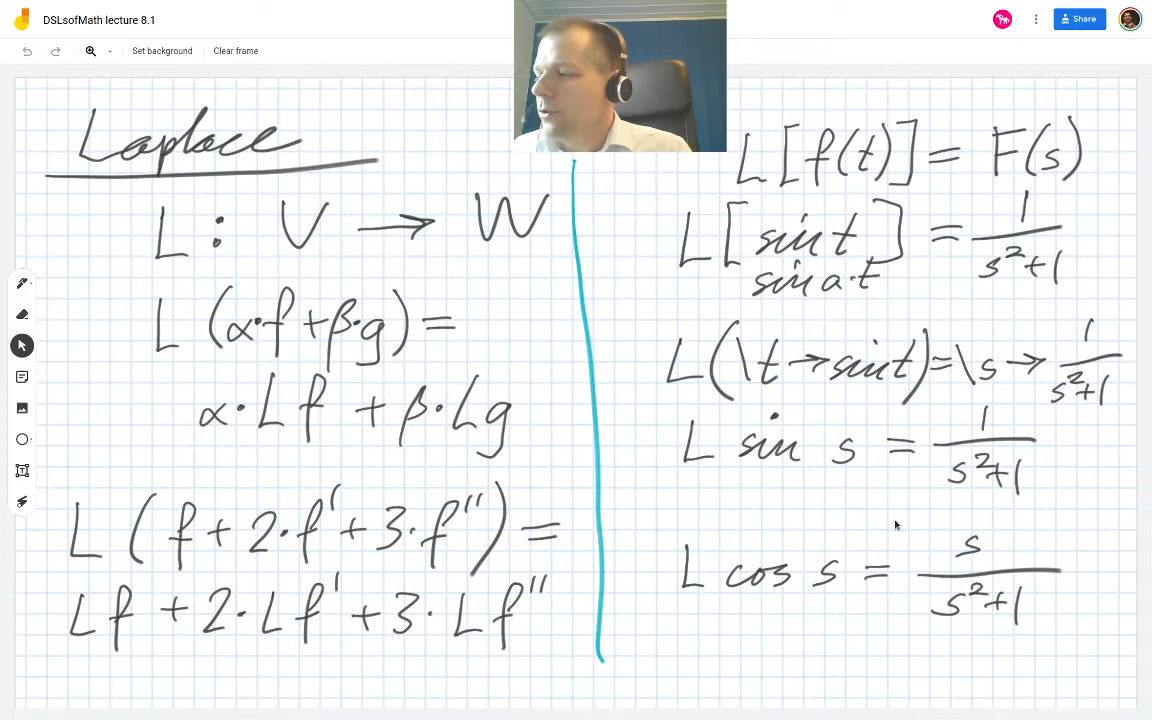 DSLsofMath lecture 8.1
Share
Set background
Clear frame
Laplace
L : V → W
L (α·f + β·g) =
α·Lf + β·Lg
L (f + 2·f' + 3·f'') =
Lf + 2·Lf' + 3·Lf''
L[f(t)] = F(s)
L[sin t] = 1/(s²+1)
sin a·t
L(\t→sin t) = \s → 1/(s²+1)
L sin s = 1/(s²+1)
L cos s = s/(s²+1)